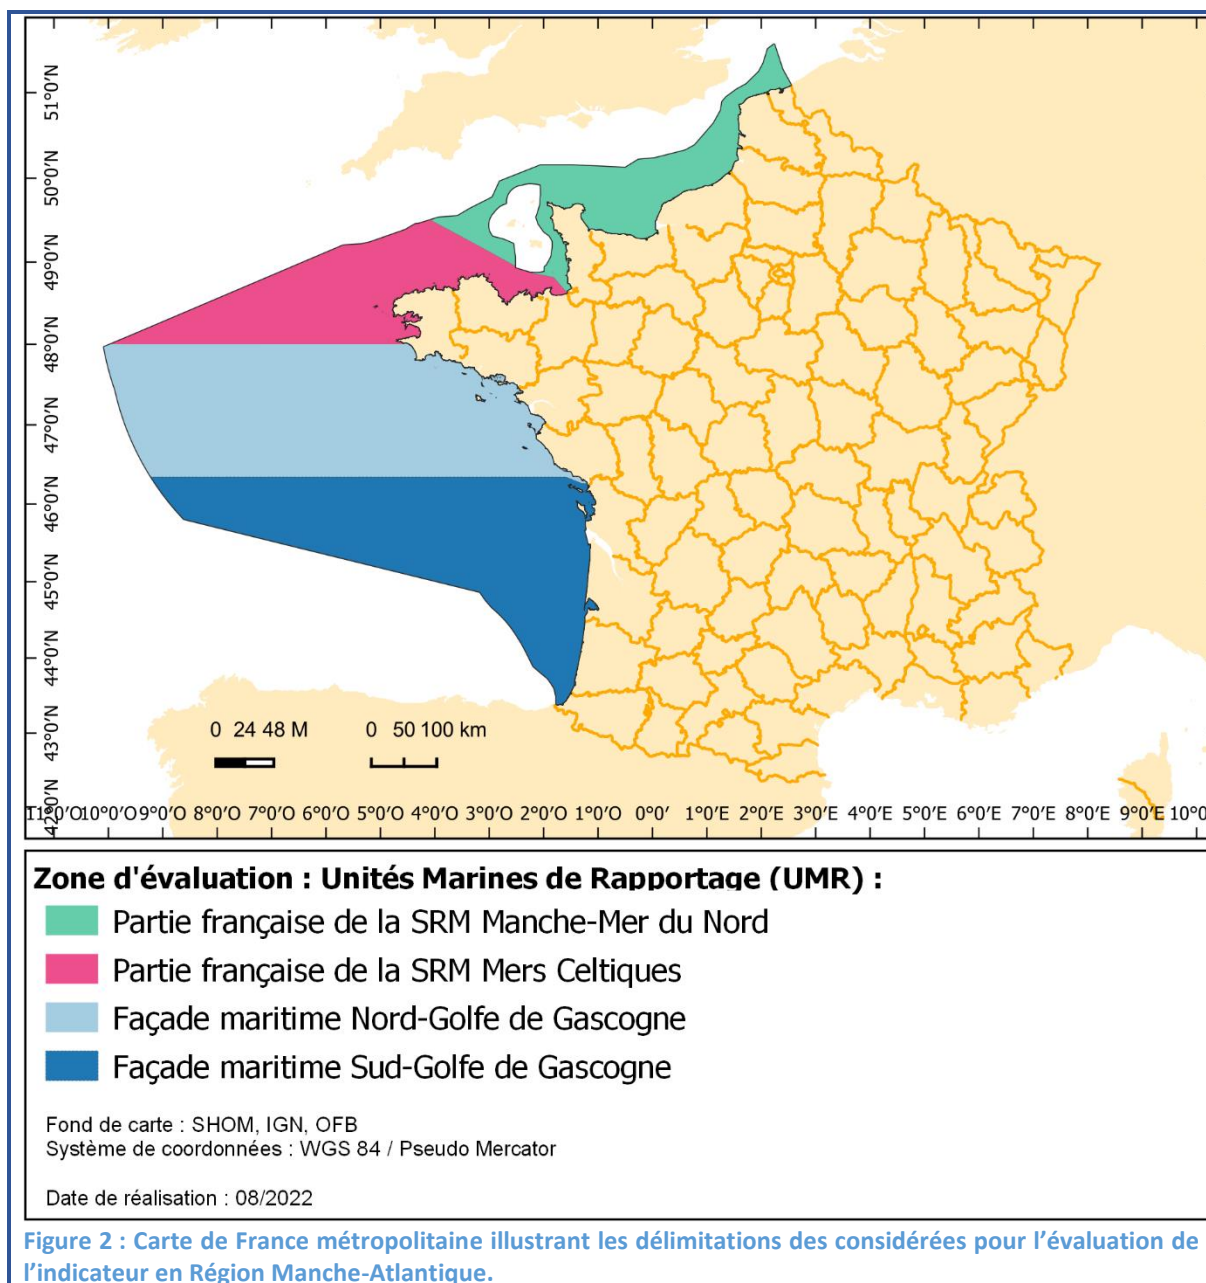 51°0′N
50°0′N
49°0′N
48°0′N
47°0′N
46°0′N
45°0′N
44°0′N
43°0′N
42°0′N
0 24 48 M 0 50 100 km
11°0′O 10°0′O 9°0′O 8°0′O 7°0′O 6°0′O 5°0′O 4°0′O 3°0′O 2°0′O 1°0′O 0°0′ 1°0′E 2°0′E 3°0′E 4°0′E 5°0′E 6°0′E 7°0′E 8°0′E 9°0′E 10°0′
Zone d'évaluation : Unités Marines de Rapportage (UMR) :
Partie française de la SRM Manche-Mer du Nord
Partie française de la SRM Mers Celtiques
Façade maritime Nord-Golfe de Gascogne
Façade maritime Sud-Golfe de Gascogne
Fond de carte : SHOM, IGN, OFB
Système de coordonnées : WGS 84 / Pseudo Mercator
Date de réalisation : 08/2022
Figure 2 : Carte de France métropolitaine illustrant les délimitations des considérées pour l’évaluation de
l’indicateur en Région Manche-Atlantique.